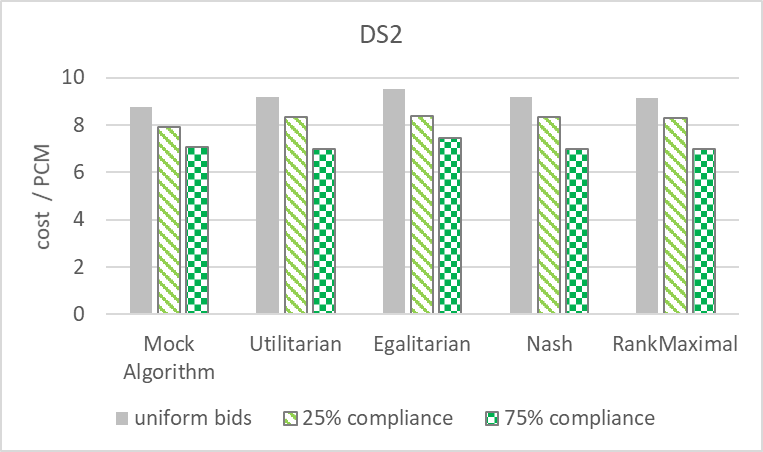 DS2
cost / PCM
10
8
6
4
2
0
Mock Algorithm
Utilitarian
Egalitarian
Nash
RankMaximal
uniform bids
25% compliance
75% compliance